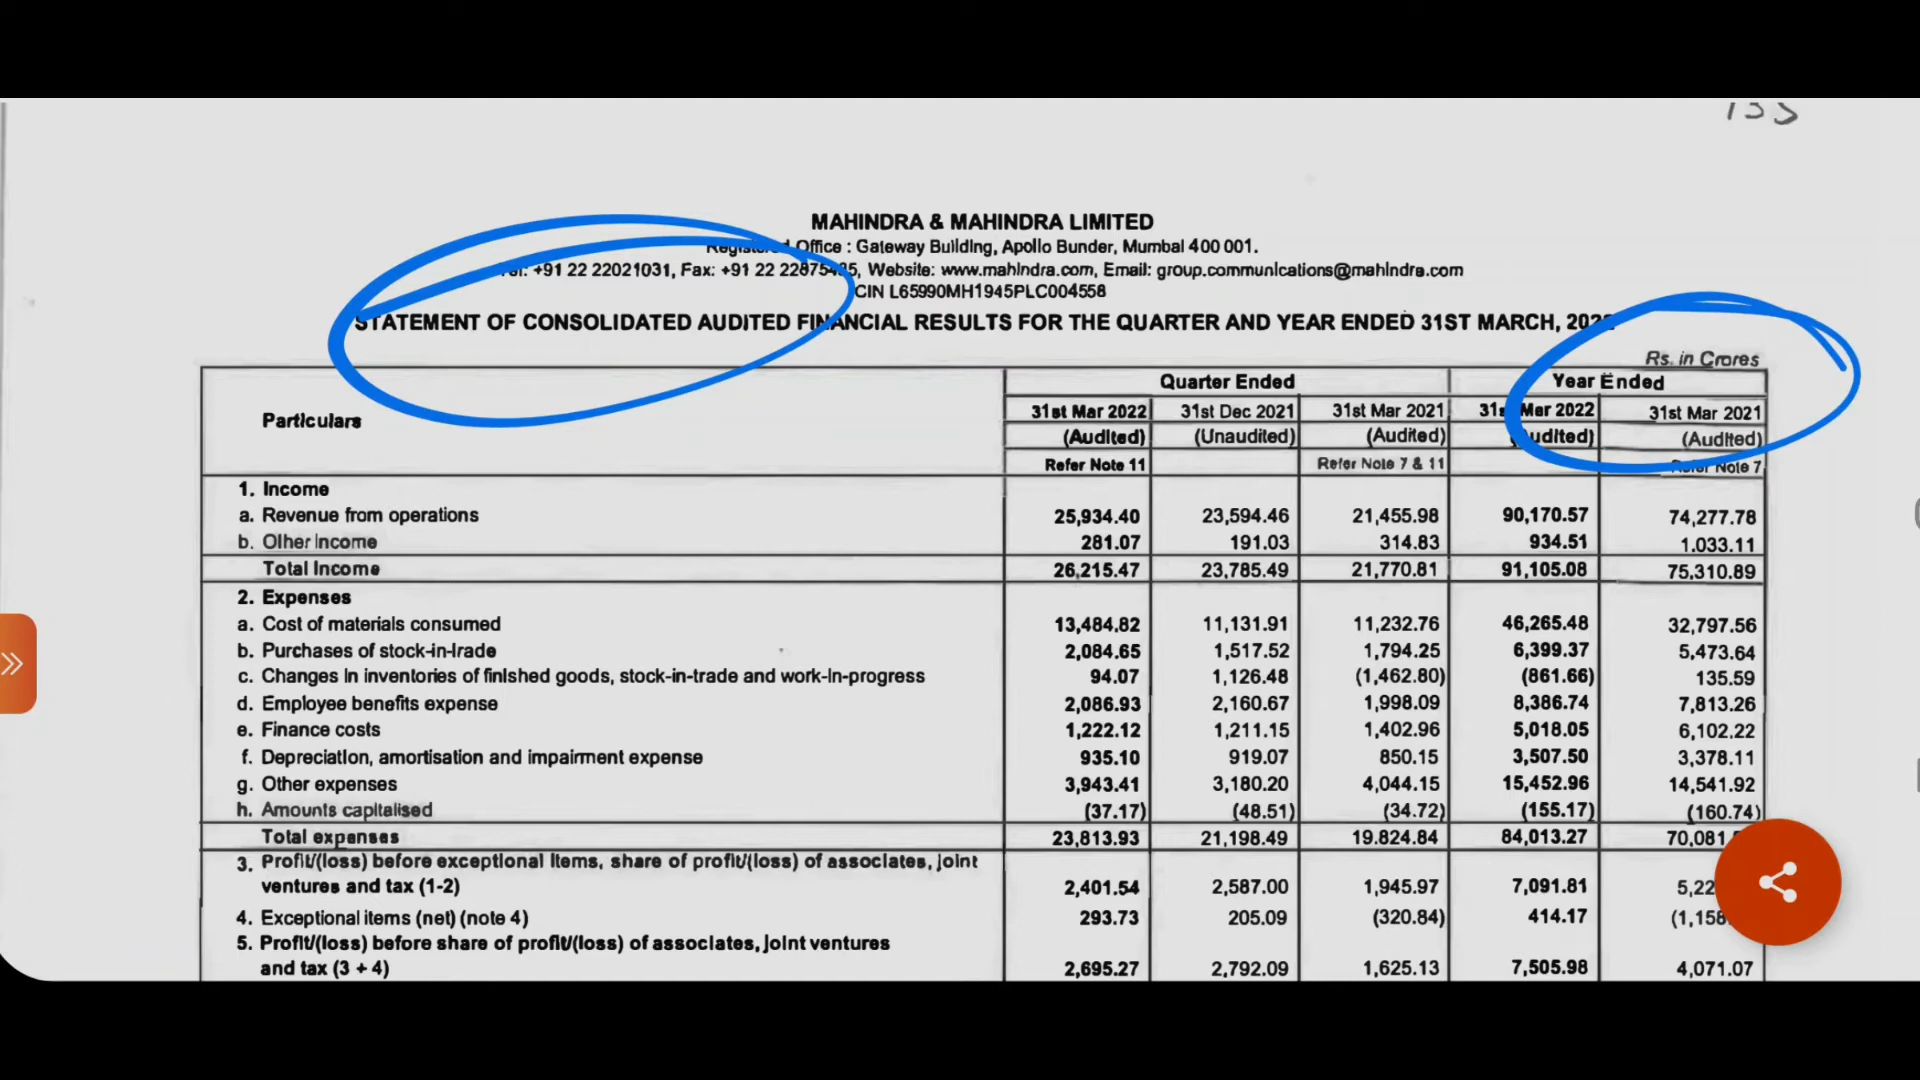 MAHINDRA & MAHINDRA LIMITED
Registered Office : Gateway Building, Apollo Bunder, Mumbai 400 001.
Tel: +91 22 22021031, Fax: +91 22 22875485, Website: www.mahindra.com, Email: group.communications@mahindra.com
CIN L65990MH1945PLC004558
STATEMENT OF CONSOLIDATED AUDITED FINANCIAL RESULTS FOR THE QUARTER AND YEAR ENDED 31ST MARCH, 2022
Rs. in Crores
Particulars Quarter Ended Year Ended
31st Mar 2022 31st Dec 2021 31st Mar 2021 31st Mar 2022 31st Mar 2021
(Audited) (Unaudited) (Audited) (Audited) (Audited)
Refer Note 11 Refer Note 7 & 11 Refer Note 7
1. Income
a. Revenue from operations 25,934.40 23,594.46 21,455.98 90,170.57 74,277.78
b. Other income 281.07 191.03 314.83 934.51 1,033.11
Total Income 26,215.47 23,785.49 21,770.81 91,105.08 75,310.89
2. Expenses
a. Cost of materials consumed 13,484.82 11,131.91 11,232.76 46,265.48 32,797.56
b. Purchases of stock-in-trade 2,084.65 1,517.52 1,794.25 6,399.37 5,473.64
c. Changes in inventories of finished goods, stock-in-trade and work-in-progress 94.07 1,126.48 (1,462.80) (861.66) 135.59
d. Employee benefits expense 2,086.93 2,160.67 1,998.09 8,386.74 7,813.26
e. Finance costs 1,222.12 1,211.15 1,402.96 5,018.05 6,102.22
f. Depreciation, amortisation and impairment expense 935.10 919.07 850.15 3,507.50 3,378.11
g. Other expenses 3,943.41 3,180.20 4,044.15 15,452.96 14,541.92
h. Amounts capitalised (37.17) (48.51) (34.72) (155.17) (160.74)
Total expenses 23,813.93 21,198.49 19,824.84 84,013.27 70,081
3. Profit/(loss) before exceptional items, share of profit/(loss) of associates, joint
ventures and tax (1-2) 2,401.54 2,587.00 1,945.97 7,091.81 5,22
4. Exceptional items (net) (note 4) 293.73 205.09 (320.84) 414.17 (1,158
5. Profit/(loss) before share of profit/(loss) of associates, joint ventures
and tax (3 + 4) 2,695.27 2,792.09 1,625.13 7,505.98 4,071.07